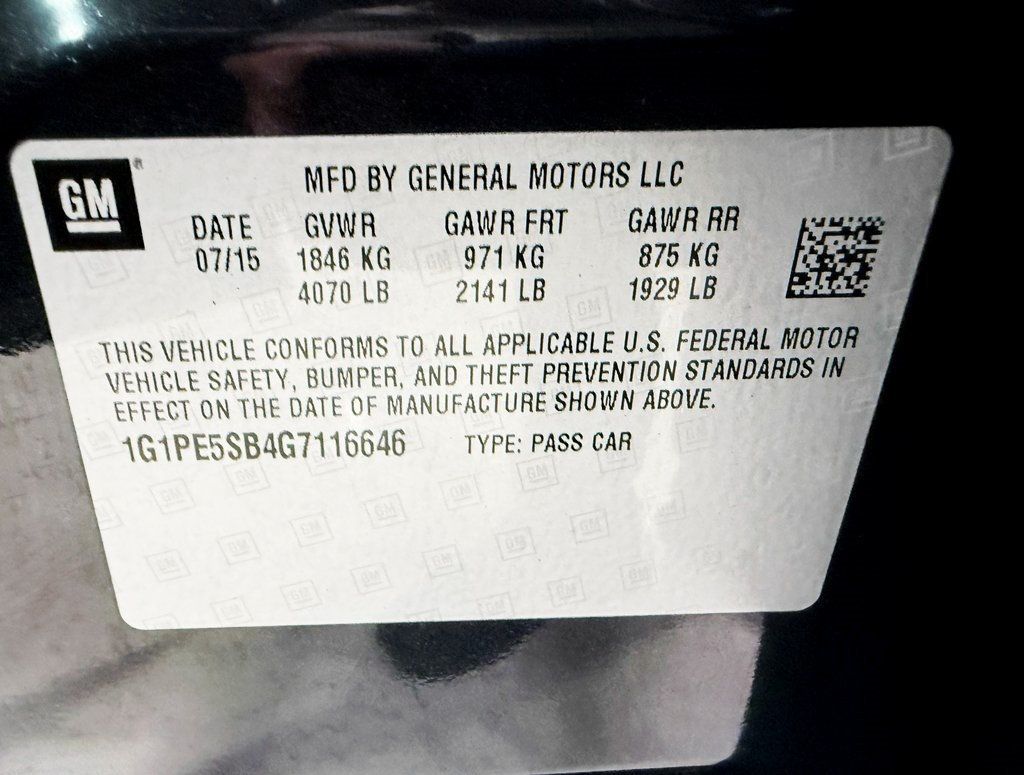 GM
MFD BY GENERAL MOTORS LLC
DATE GVWR GAWR FRT GAWR RR
07/15 1846 KG 971 KG 875 KG
4070 LB 2141 LB 1929 LB
THIS VEHICLE CONFORMS TO ALL APPLICABLE U.S. FEDERAL MOTOR
VEHICLE SAFETY, BUMPER, AND THEFT PREVENTION STANDARDS IN
EFFECT ON THE DATE OF MANUFACTURE SHOWN ABOVE.
1G1PE5SB4G7116646 TYPE: PASS CAR